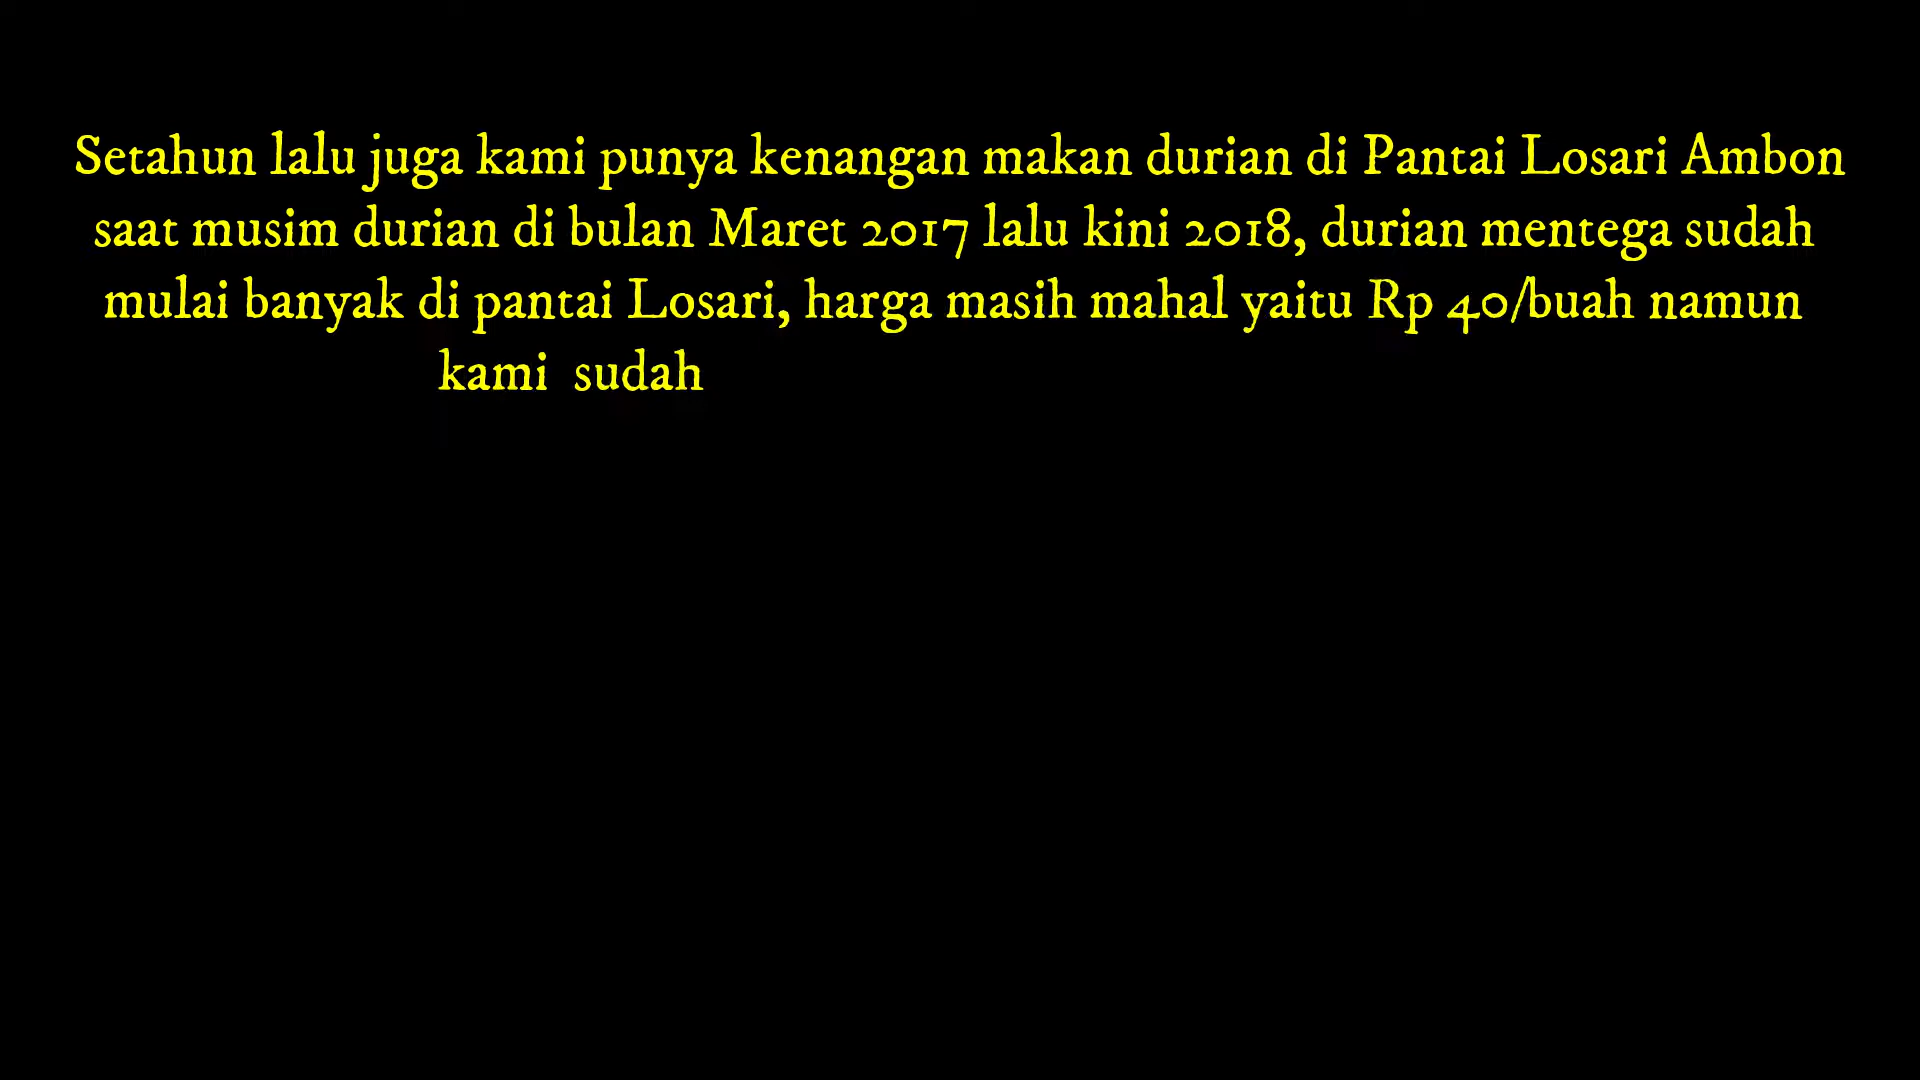 Setahun lalu juga kami punya kenangan makan durian di Pantai Losari Ambon
saat musim durian di bulan Maret 2017 lalu kini 2018, durian mentega sudah
mulai banyak di pantai Losari, harga masih mahal yaitu Rp 40/buah namun
kami  sudah